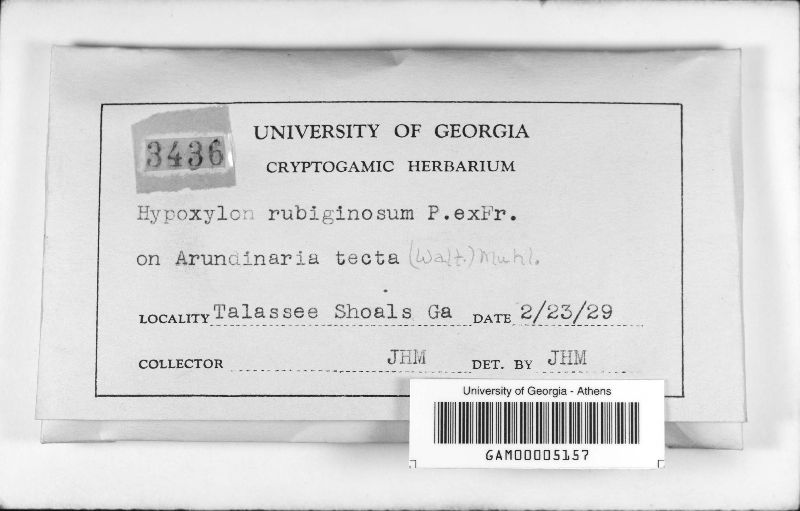 3436
UNIVERSITY OF GEORGIA
CRYPTOGAMIC HERBARIUM
Hypoxylon rubiginosum P.exFr.
on Arundinaria tecta (Walt.) Muhl.
LOCALITY Talassee Shoals Ga DATE 2/23/29
COLLECTOR JHM DET. BY JHM
University of Georgia - Athens
GAM00005157